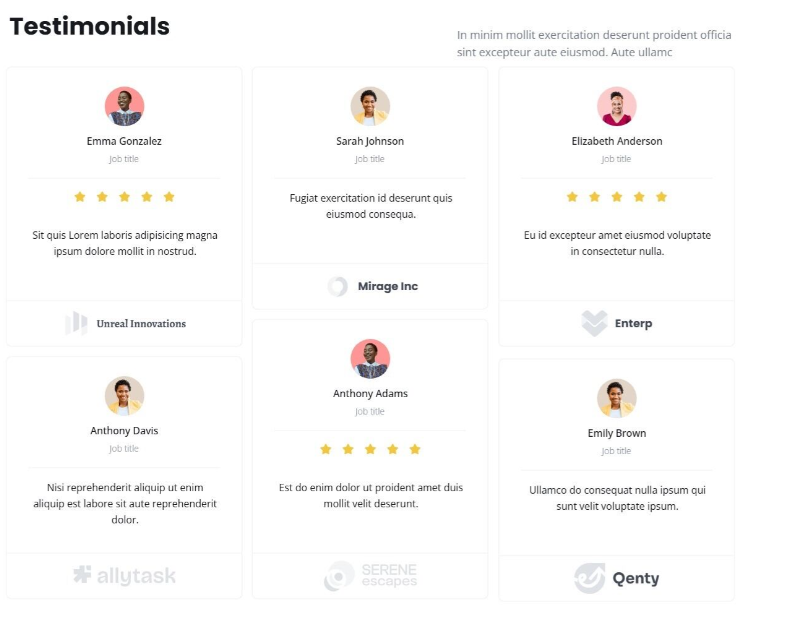 Testimonials
In minim mollit exercitation deserunt proident officia
sint excepteur aute eiusmod. Aute ullamc
Emma Gonzalez
Job title
Sit quis Lorem laboris adipisicing magna
ipsum dolore mollit in nostrud.
Unreal Innovations
Sarah Johnson
Job title
Fugiat exercitation id deserunt quis
eiusmod consequa.
Mirage Inc
Elizabeth Anderson
Job title
Eu id excepteur amet eiusmod voluptate
in consectetur nulla.
Enterp
Anthony Davis
Job title
Nisi reprehenderit aliquip ut enim
aliquip est labore sit aute reprehenderit
dolor.
allytask
Anthony Adams
Job title
Est do enim dolor ut proident amet duis
mollit velit deserunt.
SERENE
escapes
Emily Brown
Job title
Ullamco do consequat nulla ipsum qui
sunt velit voluptate ipsum.
Qenty